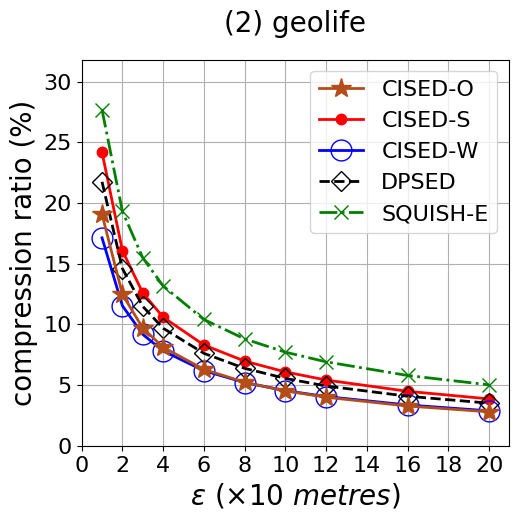 (2) geolife
compression ratio (%)
30
25
20
15
10
5
0
CISED-O
CISED-S
CISED-W
DPSED
SQUISH-E
0 2 4 6 8 10 12 14 16 18 20
ε (×10 metres)